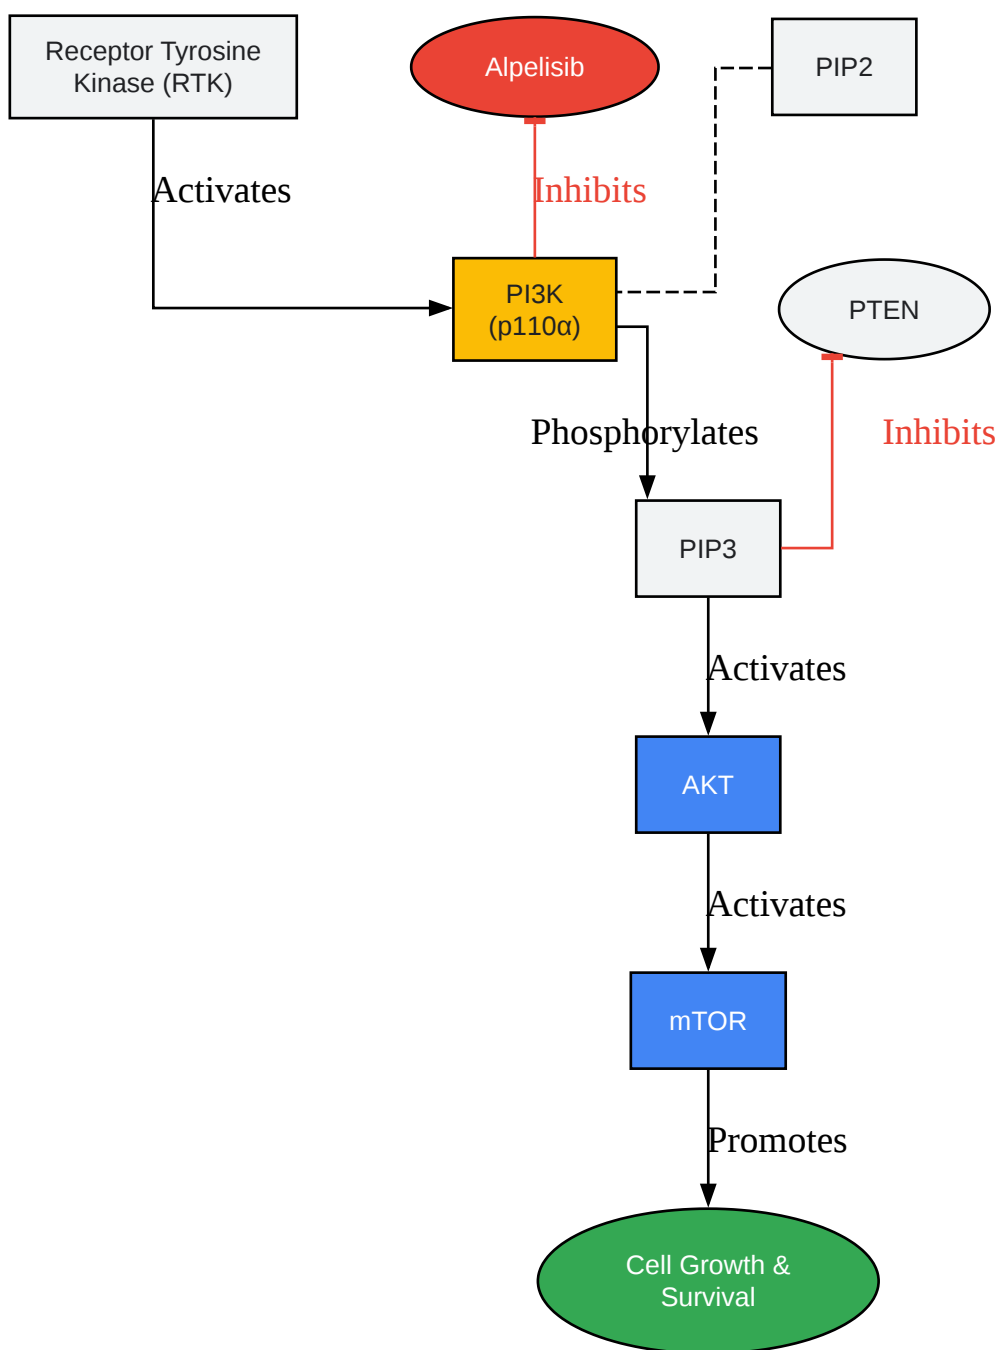 Receptor Tyrosine
Kinase (RTK)
Alpelisib
PIP2
Activates
Inhibits
PI3K
(p110α)
PTEN
Phosphorylates
Inhibits
PIP3
Activates
AKT
Activates
mTOR
Promotes
Cell Growth &
Survival